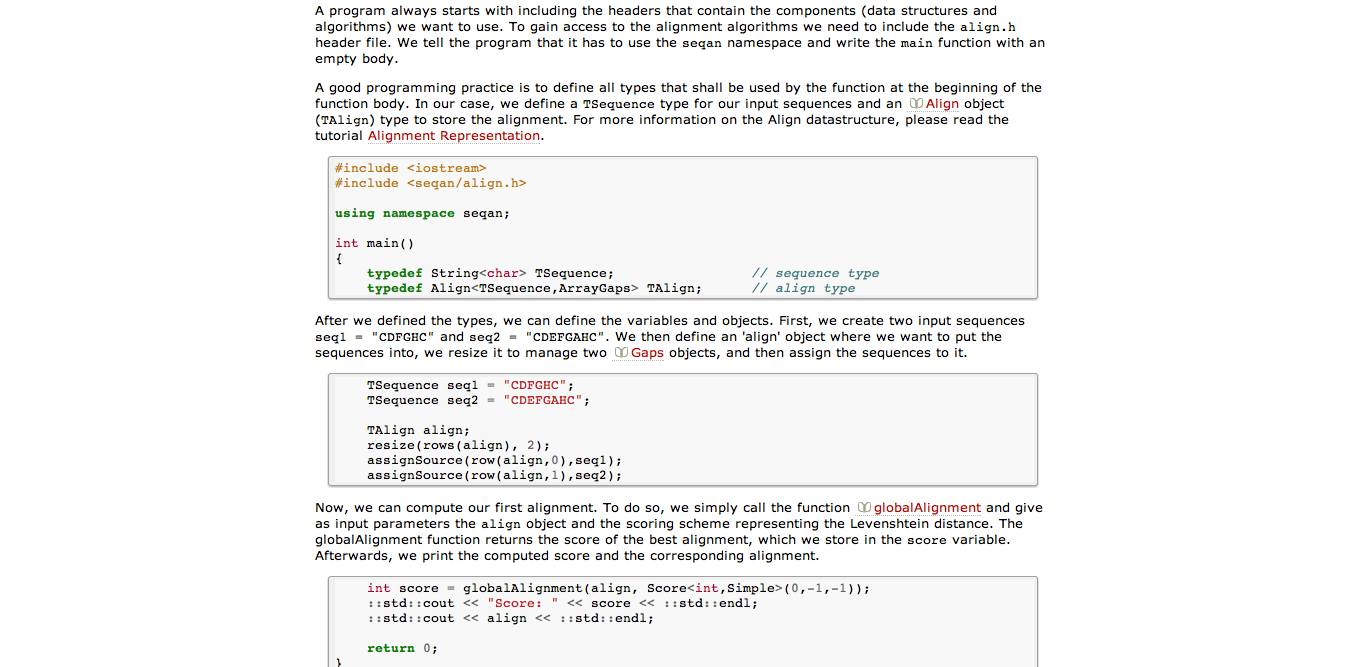 A program always starts with including the headers that contain the components (data structures and
algorithms) we want to use. To gain access to the alignment algorithms we need to include the align.h
header file. We tell the program that it has to use the seqan namespace and write the main function with an
empty body.
A good programming practice is to define all types that shall be used by the function at the beginning of the
function body. In our case, we define a TSequence type for our input sequences and an Align object
(TAlign) type to store the alignment. For more information on the Align datastructure, please read the
tutorial Alignment Representation.
#include <iostream>
#include <seqan/align.h>
using namespace seqan;
int main()
{
typedef String<char> TSequence; // sequence type
typedef Align<TSequence,ArrayGaps> TAlign; // align type
After we defined the types, we can define the variables and objects. First, we create two input sequences
seq1 = "CDFGHC" and seq2 = "CDEFGAHC". We then define an 'align' object where we want to put the
sequences into, we resize it to manage two Gaps objects, and then assign the sequences to it.
TSequence seq1 = "CDFGHC";
TSequence seq2 = "CDEFGAHC";
TAlign align;
resize(rows(align), 2);
assignSource(row(align,0),seq1);
assignSource(row(align,1),seq2);
Now, we can compute our first alignment. To do so, we simply call the function globalAlignment and give
as input parameters the align object and the scoring scheme representing the Levenshtein distance. The
globalAlignment function returns the score of the best alignment, which we store in the score variable.
Afterwards, we print the computed score and the corresponding alignment.
int score = globalAlignment(align, Score<int,Simple>(0,-1,-1));
::std::cout << "Score: " << score << ::std::endl;
::std::cout << align << ::std::endl;
return 0;
}